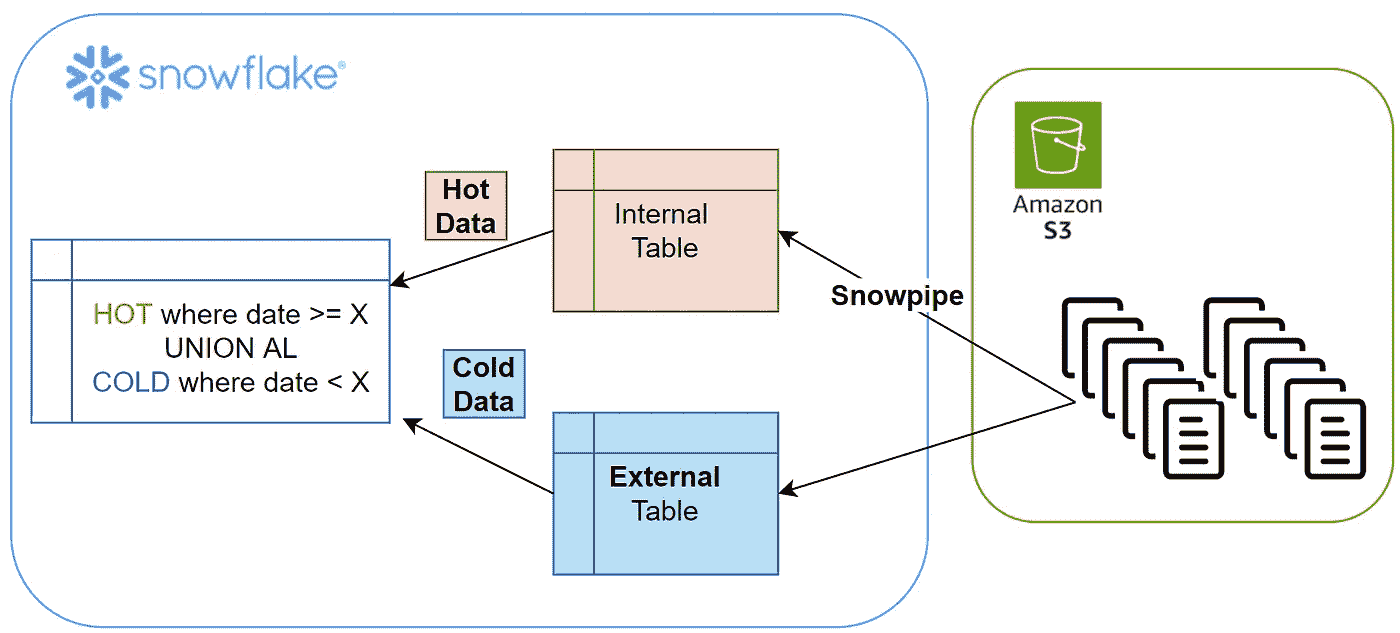 snowflake®
Hot
Data
Internal
Table
Amazon
S3
Snowpipe
HOT where date >= X
UNION AL
COLD where date < X
Cold
Data
External
Table